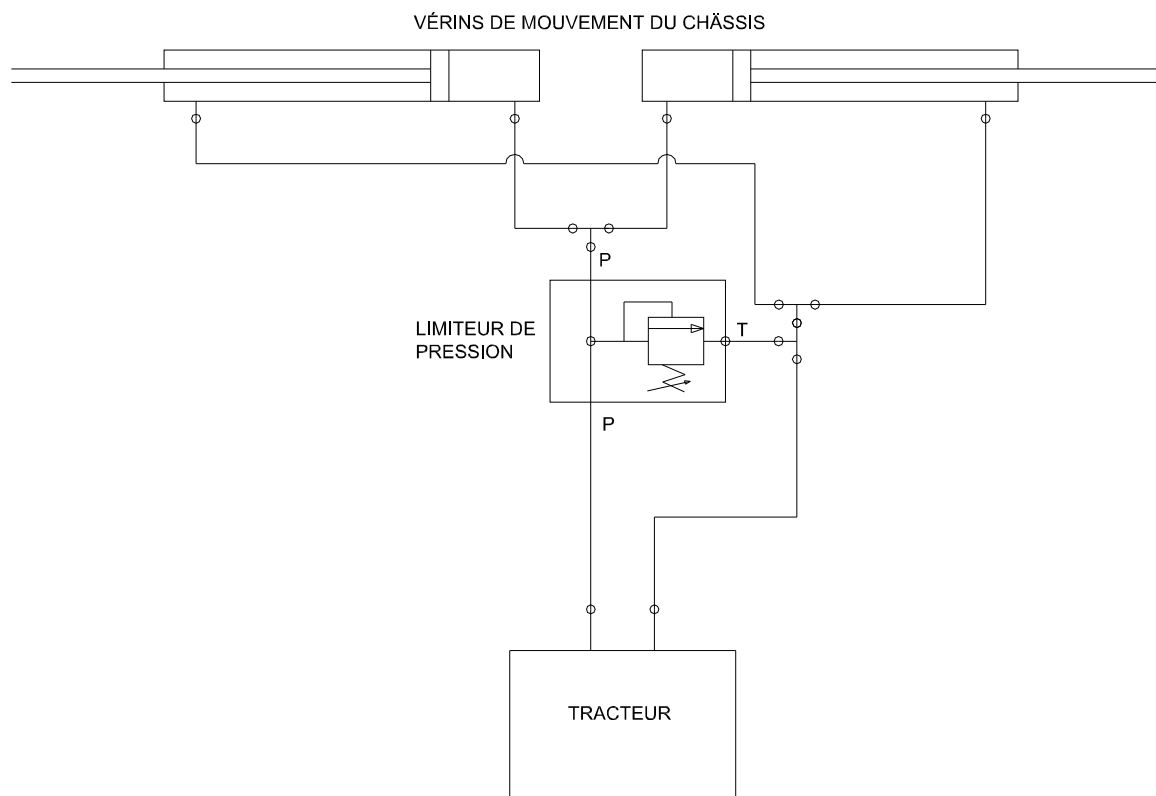 VÉRINS DE MOUVEMENT DU CHÄSSIS
P
LIMITEUR DE
PRESSION
T
P
TRACTEUR